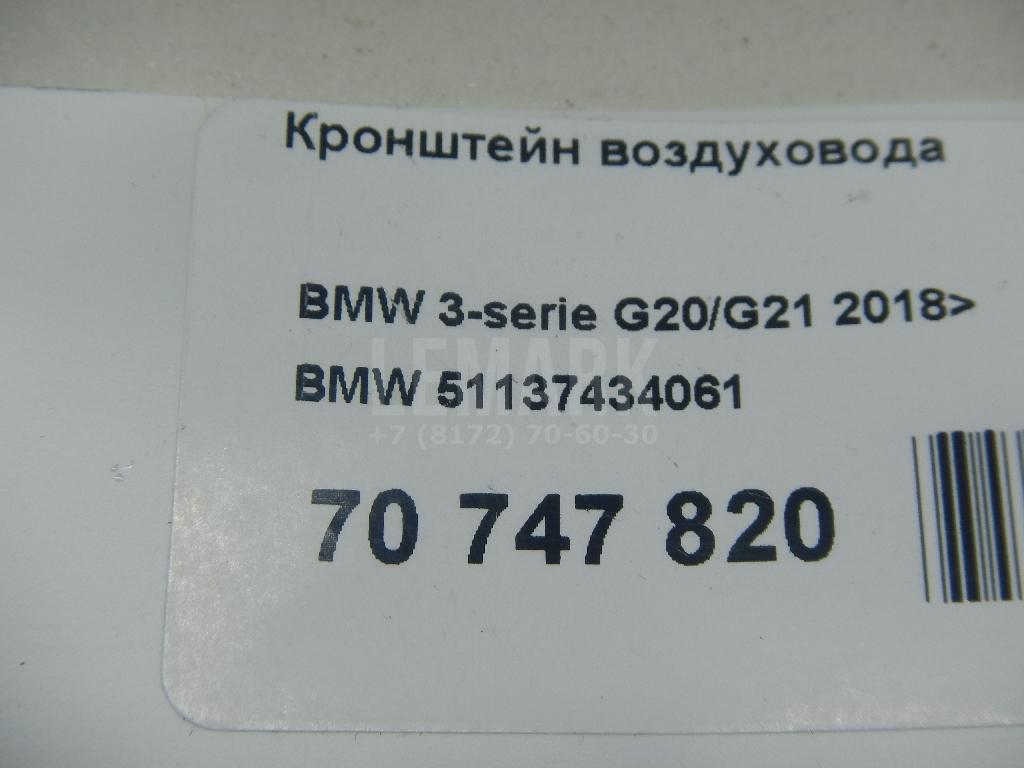 Кронштейн воздуховода
BMW 3-serie G20/G21 2018>
LEMARK
BMW 51137434061
+7 (8172) 70-60-30
70 747 820